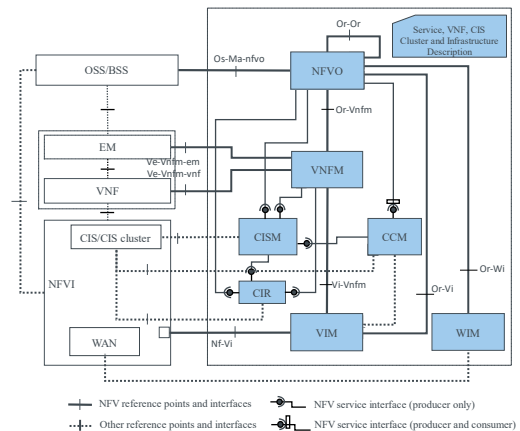 Or-Or
Service, VNF, CIS
Cluster and Infrastructure
Description
OSS/BSS
Os-Ma-nfvo
NFVO
Or-Vnfm
EM
Ve-Vnfm-em
Ve-Vnfm-vnf
VNFM
VNF
CIS/CIS cluster
CISM
CCM
NFVI
CIR
Vi-Vnfm
Or-Vi
Or-Wi
WAN
Nf-Vi
VIM
WIM
NFV reference points and interfaces
NFV service interface (producer only)
Other reference points and interfaces
NFV service interface (producer and consumer)